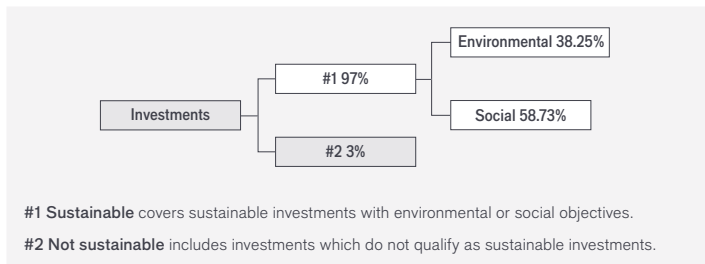 Environmental 38.25%
#1 97%
Investments
Social 58.73%
#2 3%
#1 Sustainable covers sustainable investments with environmental or social objectives.
#2 Not sustainable includes investments which do not qualify as sustainable investments.